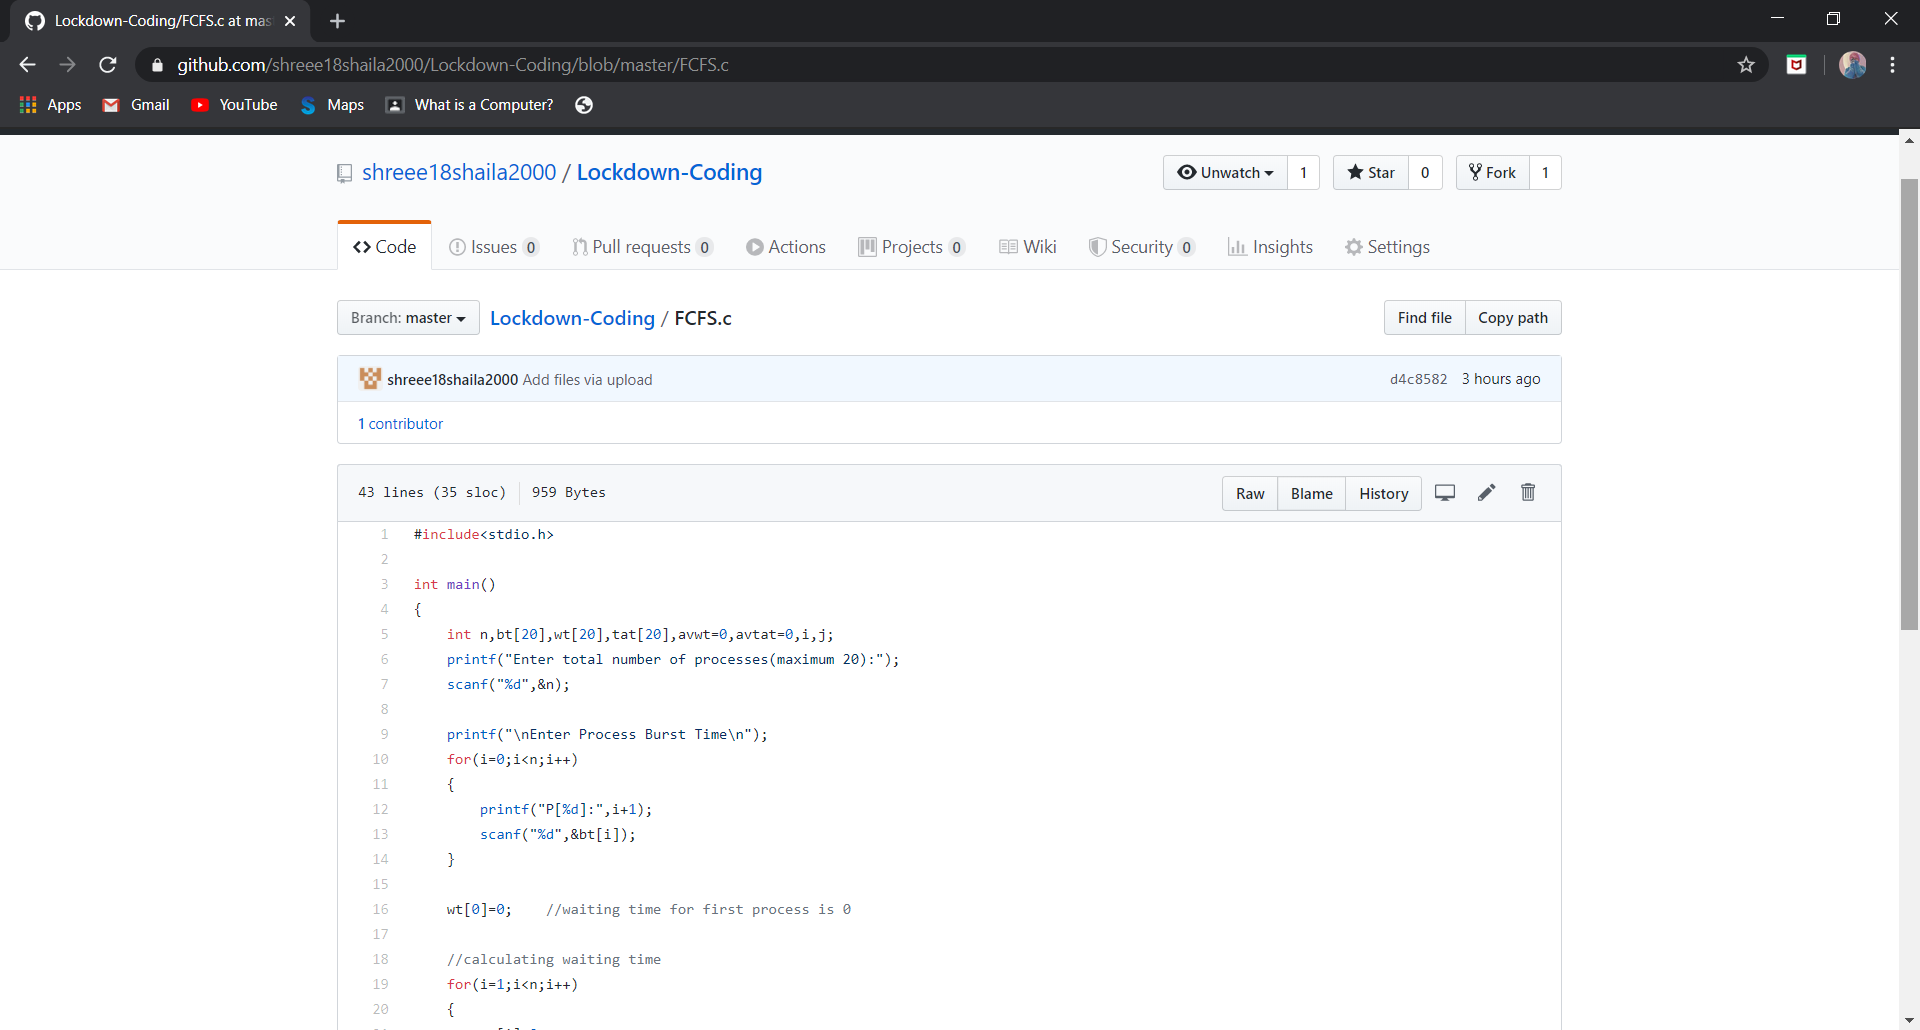 Lockdown-Coding/FCFS.c at mas
github.com/shreee18shaila2000/Lockdown-Coding/blob/master/FCFS.c
Apps Gmail YouTube Maps What is a Computer?
shreee18shaila2000 / Lockdown-Coding
Unwatch 1 Star 0 Fork 1
Code Issues 0 Pull requests 0 Actions Projects 0 Wiki Security 0 Insights Settings
Branch: master Lockdown-Coding / FCFS.c Find file Copy path
shreee18shaila2000 Add files via upload d4c8582 3 hours ago
1 contributor
43 lines (35 sloc) 959 Bytes Raw Blame History
1 #include<stdio.h>
2
3 int main()
4 {
5 int n,bt[20],wt[20],tat[20],avwt=0,avtat=0,i,j;
6 printf("Enter total number of processes(maximum 20):");
7 scanf("%d",&n);
8
9 printf("\nEnter Process Burst Time\n");
10 for(i=0;i<n;i++)
11 {
12 printf("P[%d]:",i+1);
13 scanf("%d",&bt[i]);
14 }
15
16 wt[0]=0; //waiting time for first process is 0
17
18 //calculating waiting time
19 for(i=1;i<n;i++)
20 {